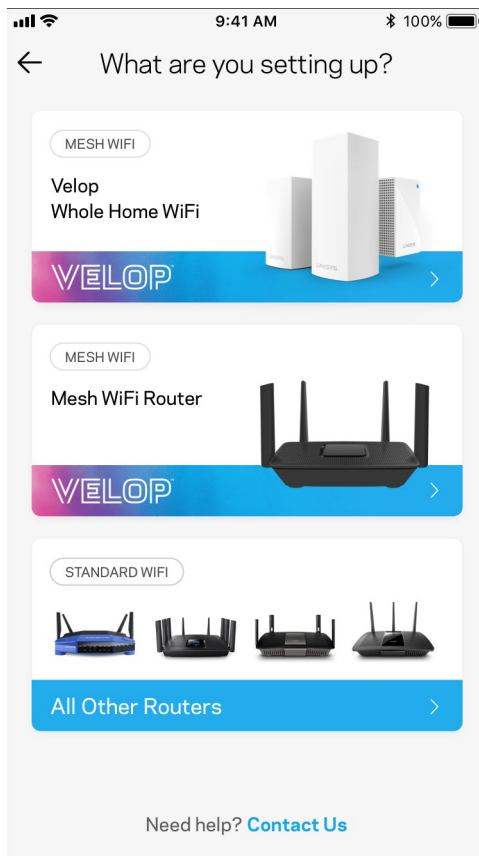 9:41 AM
100%
What are you setting up?
MESH WIFI
Velop
Whole Home WiFi
LINKSYS
VELOP
MESH WIFI
Mesh WiFi Router
VELOP
STANDARD WIFI
All Other Routers
Need help? Contact Us